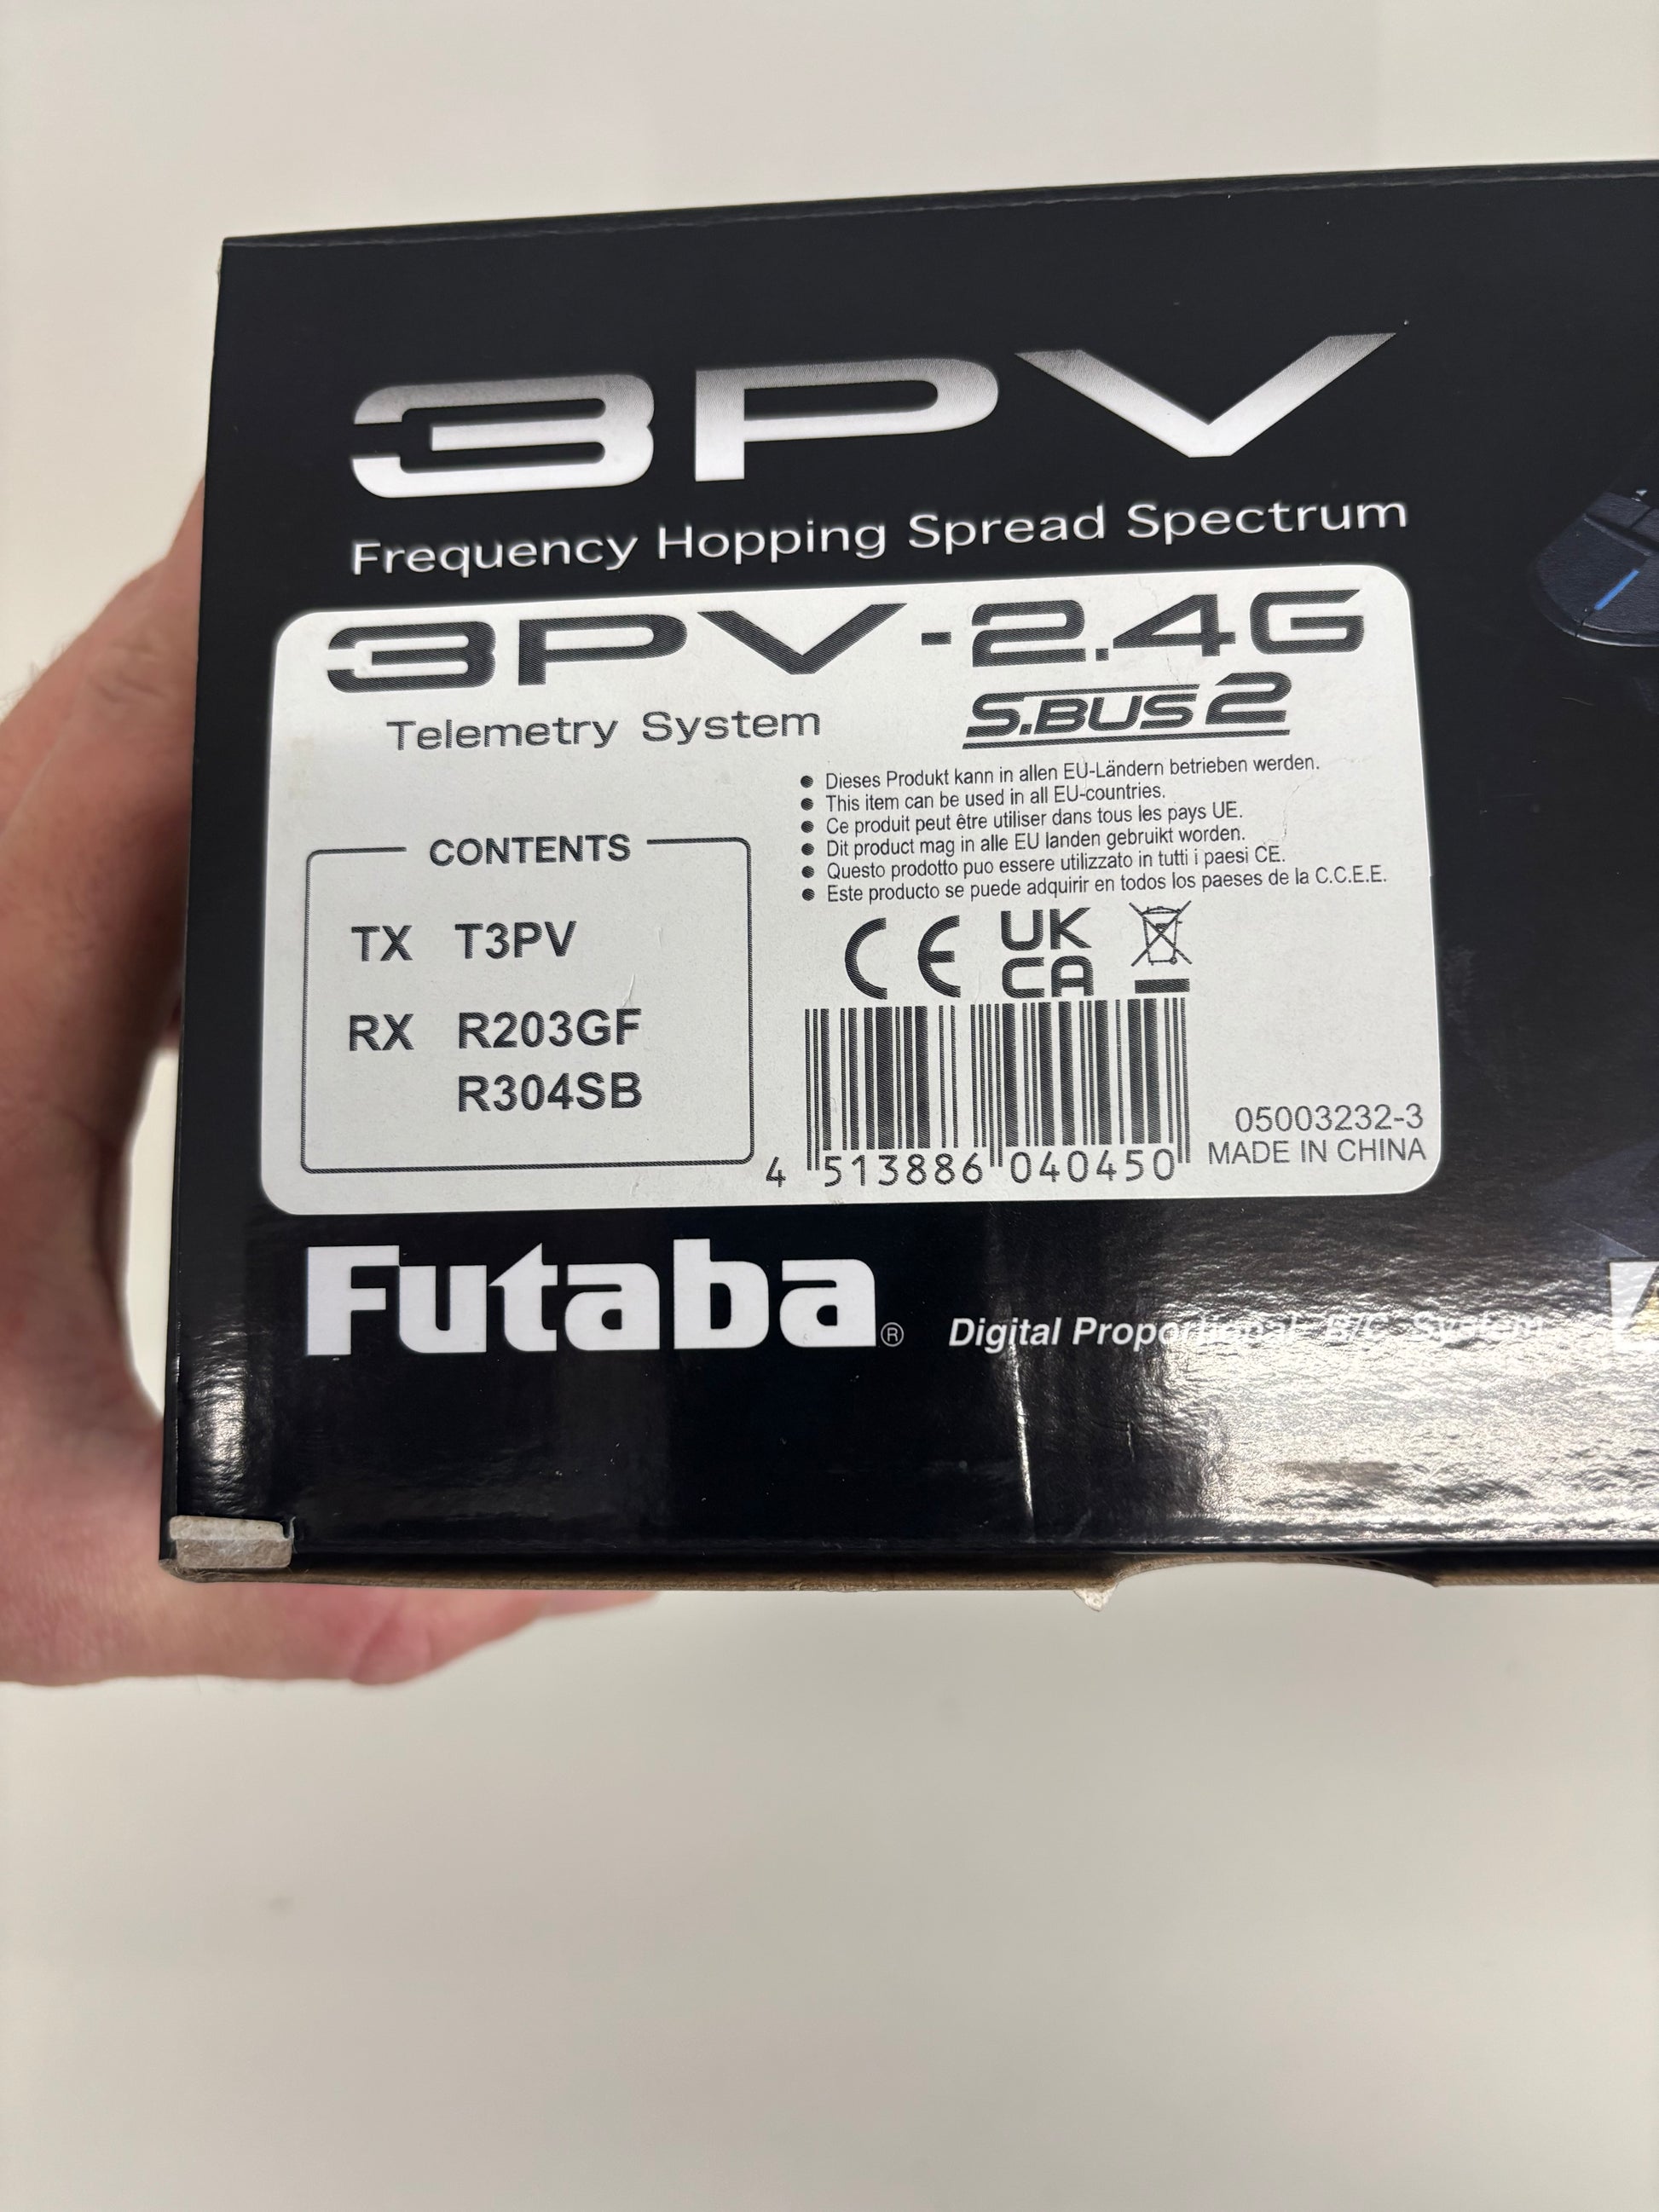 3PV
Frequency Hopping Spread Spectrum
3PV-2.4G
Telemetry System
S.BUS2
• Dieses Produkt kann in allen EU-Ländern betrieben werden.
• This item can be used in all EU-countries.
• Ce produit peut être utiliser dans tous les pays UE.
• Dit product mag in alle EU landen gebruikt worden.
• Questo prodotto puo essere utilizzato in tutti i paesi CE.
• Este producto se puede adquirir en todos los paeses de la C.C.E.E.
CONTENTS
TX T3PV
RX R203GF
R304SB
CE UK
CA
4 513886 040450
05003232-3
MADE IN CHINA
Futaba®
Digital Proportional R/C System